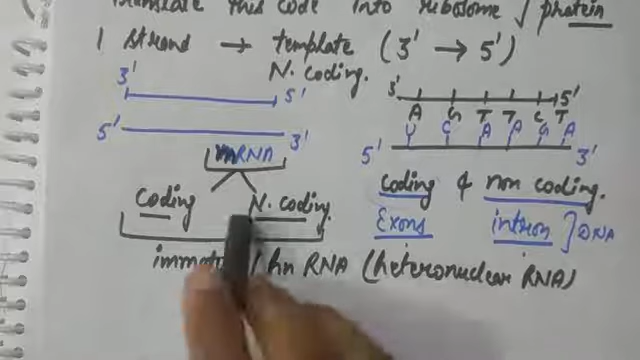 translate this code into ribosome / protein
1 strand → template (3' → 5')
N. coding.
3' 5'
5' 3'
mRNA
Coding N. coding.
3' 5'
A G T T C T
U C A A G A
5' 3'
coding & non coding.
Exons intron ] DNA
/ hn RNA (heteronuclear RNA)